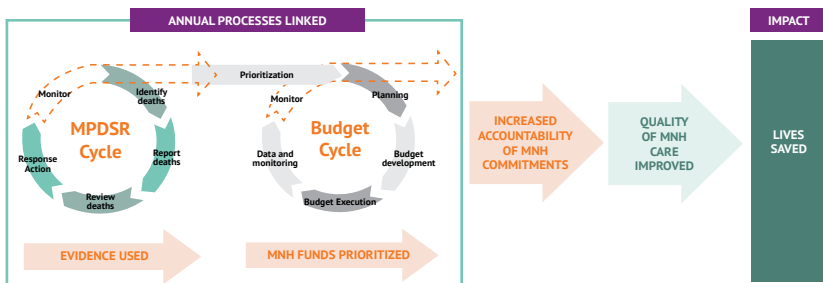 ANNUAL PROCESSES LINKED
IMPACT
Prioritization
Monitor
Identify
deaths
MPDSR
Cycle
Report
deaths
Review
deaths
Response
Action
Monitor
Planning
Budget
Cycle
Budget
development
Budget Execution
Data and
monitoring
EVIDENCE USED
MNH FUNDS PRIORITIZED
INCREASED
ACCOUNTABILITY
OF MNH
COMMITMENTS
QUALITY
OF MNH
CARE
IMPROVED
LIVES
SAVED